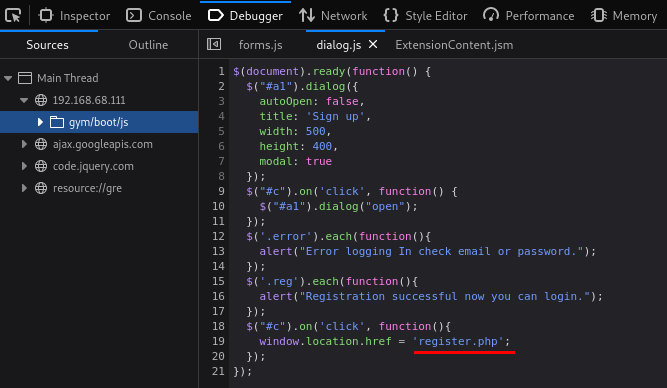 Inspector Console Debugger Network Style Editor Performance Memory
Sources Outline forms.js dialog.js ExtensionContent.jsm
Main Thread
192.168.68.111
gym/boot/js
ajax.googleapis.com
code.jquery.com
resource://gre
1 $(document).ready(function() {
2 $("#a1").dialog({
3 autoOpen: false,
4 title: 'Sign up',
5 width: 500,
6 height: 400,
7 modal: true
8 });
9 $("#c").on('click', function() {
10 $("#a1").dialog("open");
11 });
12 $('.error').each(function(){
13 alert("Error logging In check email or password.");
14 });
15 $('.reg').each(function(){
16 alert("Registration successful now you can login.");
17 });
18 $("#c").on('click', function(){
19 window.location.href = 'register.php';
20 });
21 });